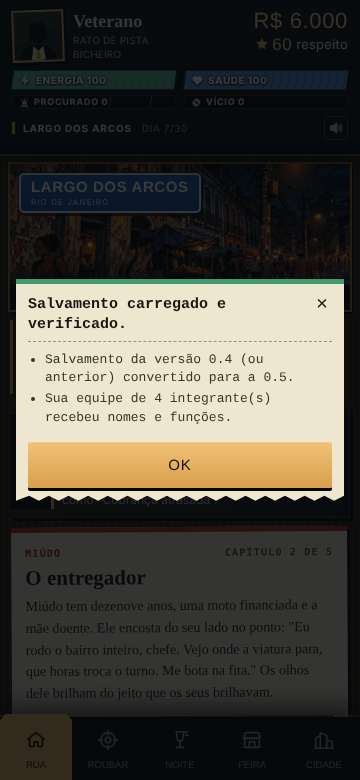 Veterano
RATO DE PISTA
BICHEIRO
R$ 6.000
60 respeito
ENERGIA 100
SAÚDE 100
PROCURADO 0
VÍCIO 0
LARGO DOS ARCOS DIA 7/30
LARGO DOS ARCOS
RIO DE JANEIRO
Salvamento carregado e
verificado.
×
• Salvamento da versão 0.4 (ou
anterior) convertido para a 0.5.
• Sua equipe de 4 integrante(s)
recebeu nomes e funções.
OK
MIÚDO
CAPÍTULO 2 DE 5
O entregador
Miúdo tem dezenove anos, uma moto financiada e a
mãe doente. Ele encosta do seu lado no ponto: "Eu
rodo o bairro inteiro, chefe. Vejo onde a viatura para,
que horas troca o turno. Me bota na fita." Os olhos
dele brilham do jeito que os seus brilhavam.
RUA
ROUBAR
NOITE
FEIRA
CIDADE